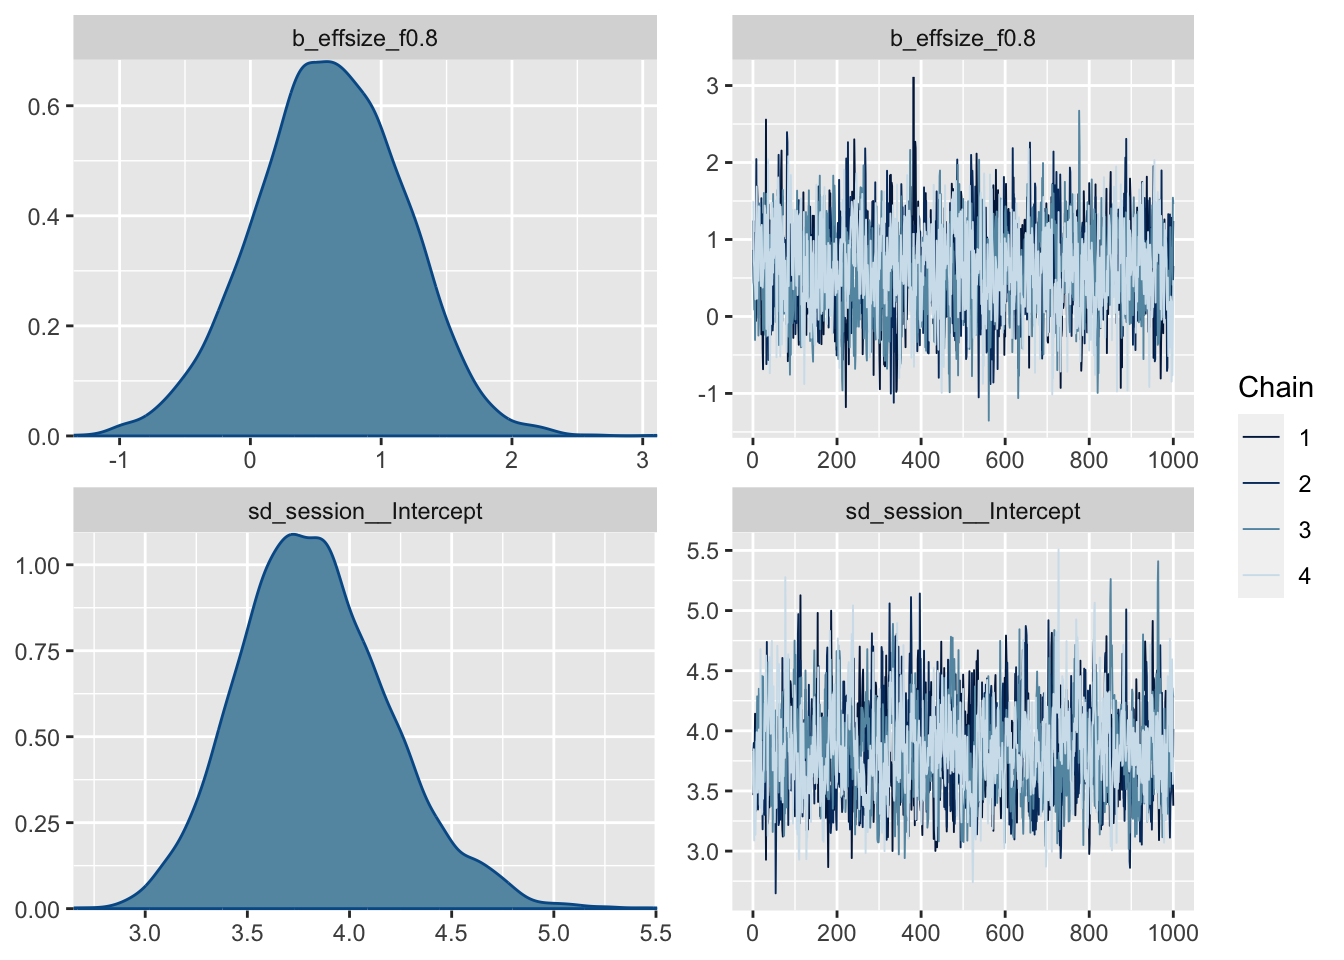 b_effsize_f0.8
0.6
0.4
0.2
0.0
-1 0 1 2 3
b_effsize_f0.8
3
2
1
0
-1
0 200 400 600 800 1000
sd_session__Intercept
1.00
0.75
0.50
0.25
0.00
3.0 3.5 4.0 4.5 5.0 5.5
sd_session__Intercept
5.5
5.0
4.5
4.0
3.5
3.0
0 200 400 600 800 1000
Chain
1
2
3
4